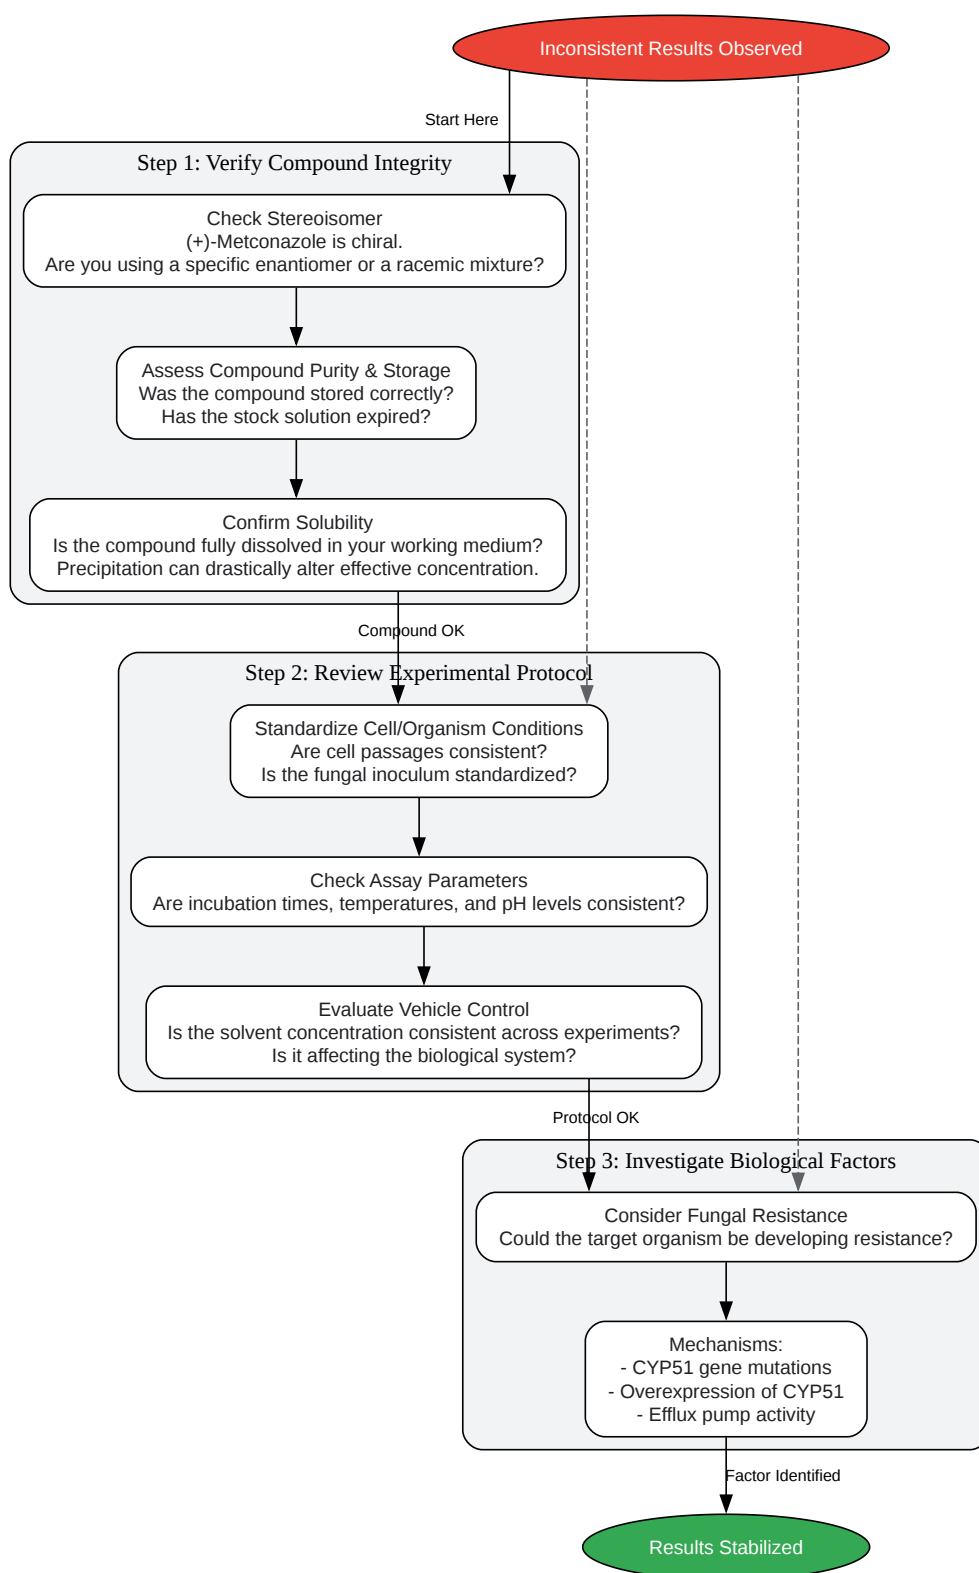 Inconsistent Results Observed
Start Here
Step 1: Verify Compound Integrity
Check Stereoisomer
(+)-Metconazole is chiral.
Are you using a specific enantiomer or a racemic mixture?
Assess Compound Purity & Storage
Was the compound stored correctly?
Has the stock solution expired?
Confirm Solubility
Is the compound fully dissolved in your working medium?
Precipitation can drastically alter effective concentration.
Compound OK
Step 2: Review Experimental Protocol
Standardize Cell/Organism Conditions
Are cell passages consistent?
Is the fungal inoculum standardized?
Check Assay Parameters
Are incubation times, temperatures, and pH levels consistent?
Evaluate Vehicle Control
Is the solvent concentration consistent across experiments?
Is it affecting the biological system?
Protocol OK
Step 3: Investigate Biological Factors
Consider Fungal Resistance
Could the target organism be developing resistance?
Mechanisms:
- CYP51 gene mutations
- Overexpression of CYP51
- Efflux pump activity
Factor Identified
Results Stabilized